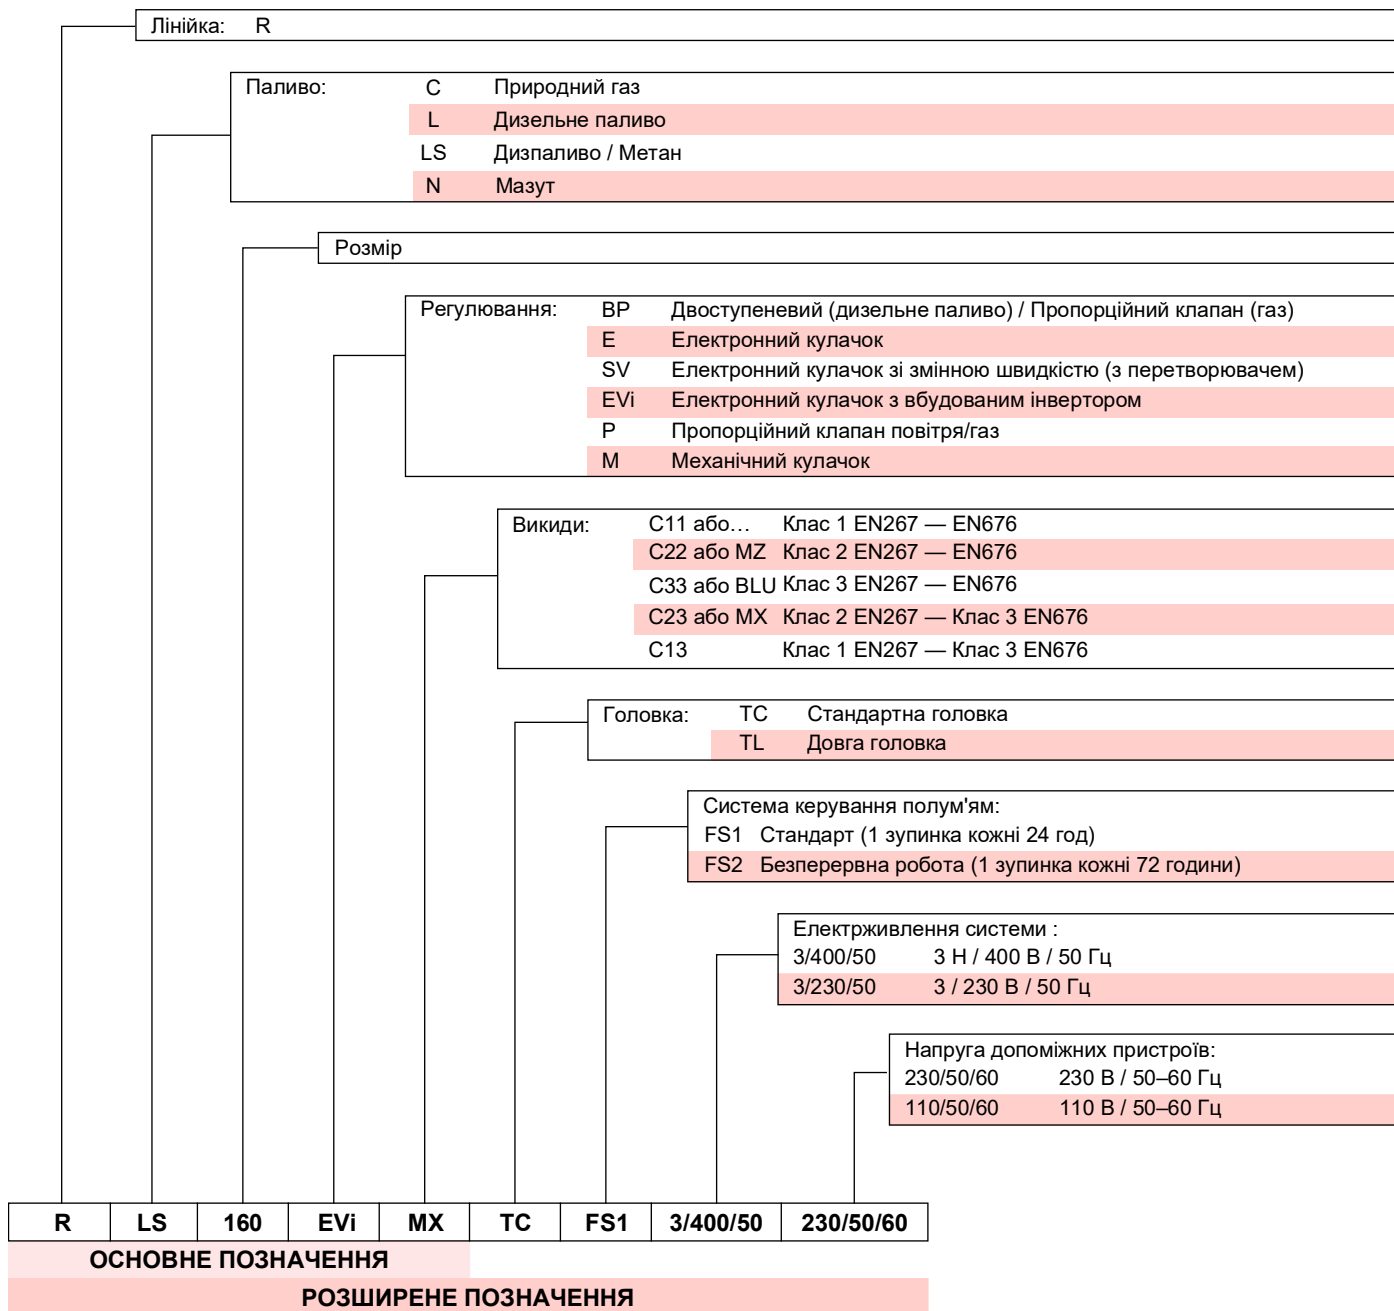 Лінійка: R
Паливо: C Природний газ
L Дизельне паливо
LS Дизпаливо / Метан
N Мазут
Розмір
Регулювання: BP Двоступеневий (дизельне паливо) / Пропорційний клапан (газ)
E Електронний кулачок
SV Електронний кулачок зі змінною швидкістю (з перетворювачем)
EVi Електронний кулачок з вбудованим інвертором
P Пропорційний клапан повітря/газ
M Механічний кулачок
Викиди: C11 або… Клас 1 EN267 — EN676
C22 або MZ Клас 2 EN267 — EN676
C33 або BLU Клас 3 EN267 — EN676
C23 або MX Клас 2 EN267 — Клас 3 EN676
C13 Клас 1 EN267 — Клас 3 EN676
Головка: TC Стандартна головка
TL Довга головка
Система керування полум'ям:
FS1 Стандарт (1 зупинка кожні 24 год)
FS2 Безперервна робота (1 зупинка кожні 72 години)
Електрживлення системи :
3/400/50 3 Н / 400 В / 50 Гц
3/230/50 3 / 230 В / 50 Гц
Напруга допоміжних пристроїв:
230/50/60 230 В / 50–60 Гц
110/50/60 110 В / 50–60 Гц
R LS 160 EVi MX TC FS1 3/400/50 230/50/60
ОСНОВНЕ ПОЗНАЧЕННЯ
РОЗШИРЕНЕ ПОЗНАЧЕННЯ